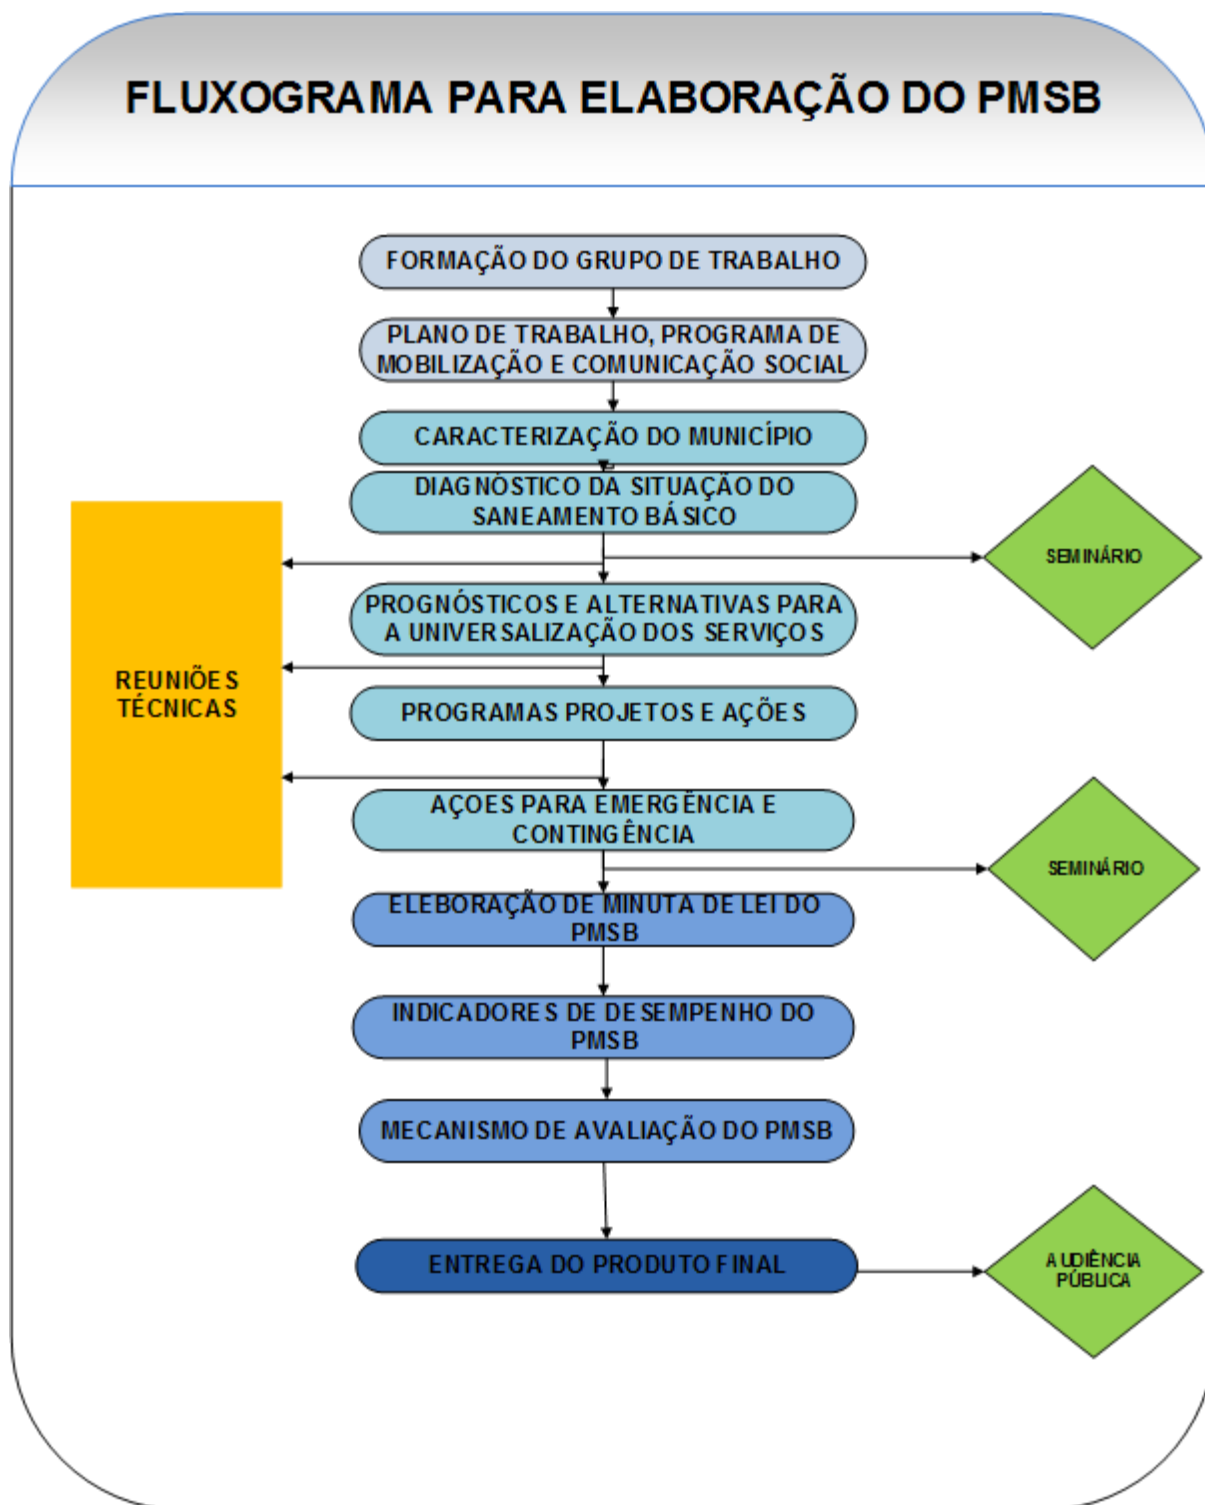 FLUXOGRAMA PARA ELABORAÇÃO DO PMSB
FORMAÇÃO DO GRUPO DE TRABALHO
PLANO DE TRABALHO, PROGRAMA DE
MOBILIZAÇÃO E COMUNICAÇÃO SOCIAL
CARACTERIZAÇÃO DO MUNICÍPIO
DIAGNÓSTICO DA SITUAÇÃO DO
SANEAMENTO BÁSICO
SEMINÁRIO
PROGNÓSTICOS E ALTERNATIVAS PARA
A UNIVERSALIZAÇÃO DOS SERVIÇOS
REUNIÕES
TÉCNICAS
PROGRAMAS PROJETOS E AÇÕES
AÇOES PARA EMERGÊNCIA E
CONTINGÊNCIA
SEMINÁRIO
ELEBORAÇÃO DE MINUTA DE LEI DO
PMSB
INDICADORES DE DESEMPENHO DO
PMSB
MECANISMO DE AVALIAÇÃO DO PMSB
ENTREGA DO PRODUTO FINAL
AUDIÊNCIA
PÚBLICA